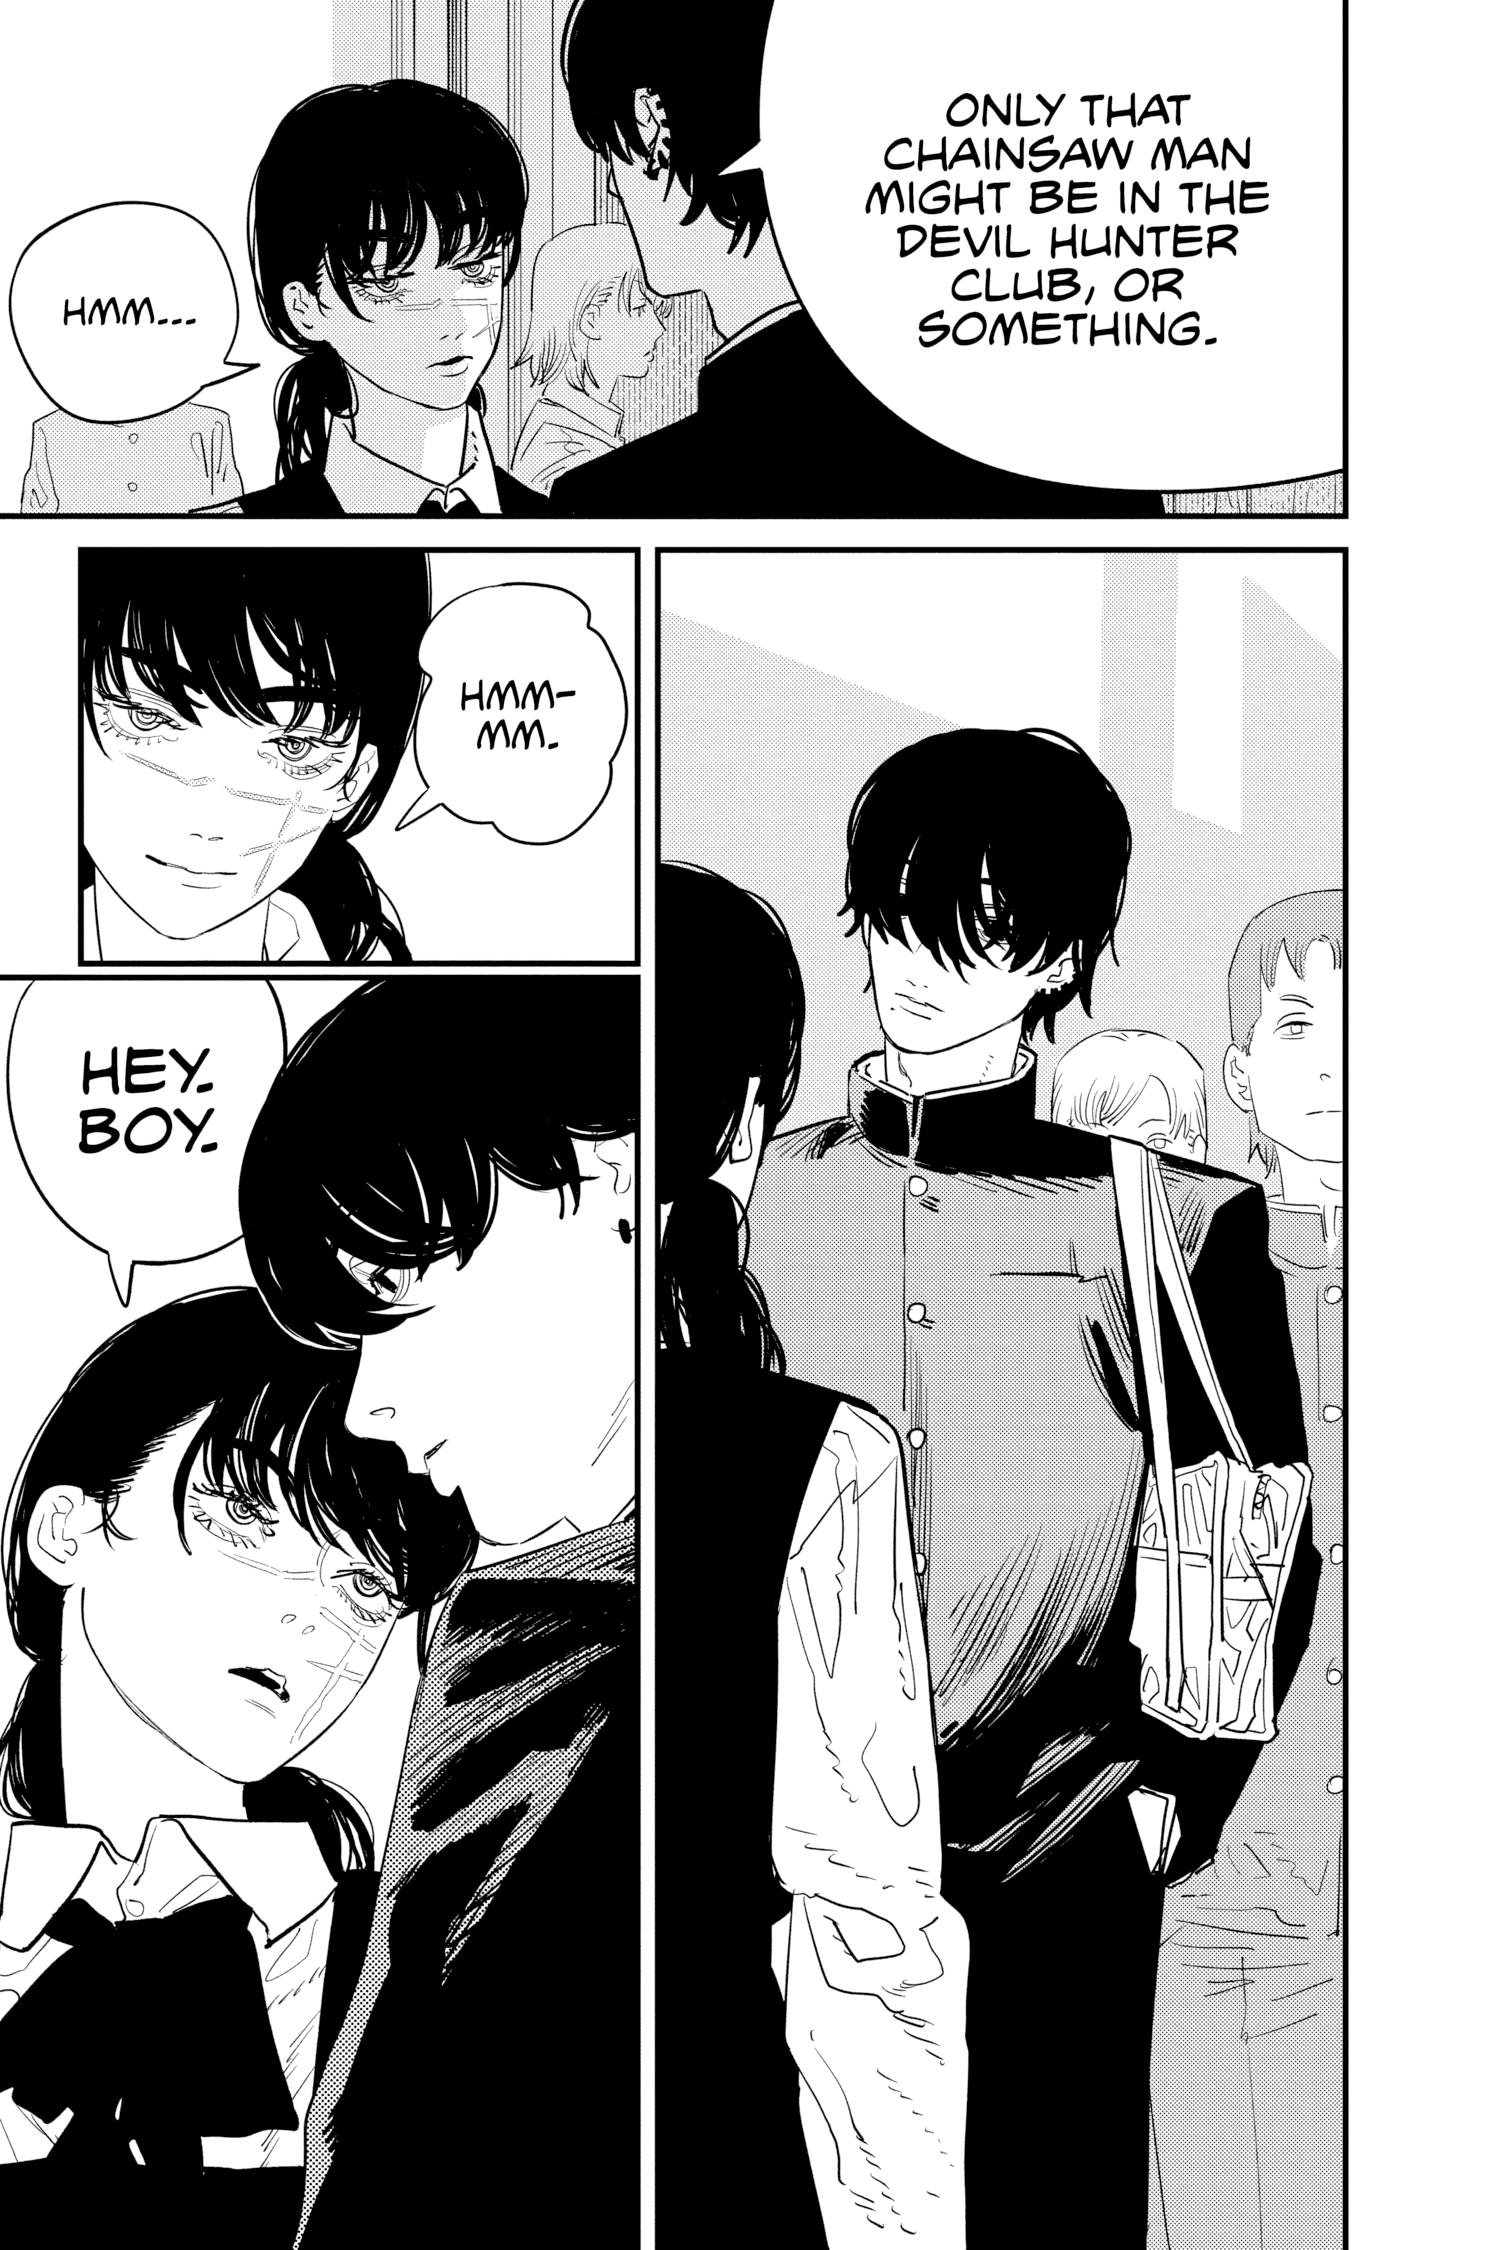 ONLY THAT
CHAINSAW MAN
MIGHT BE IN THE
DEVIL HUNTER
CLUB, OR
SOMETHING.
HMM...
HMM-
MM.
HEY.
BOY.